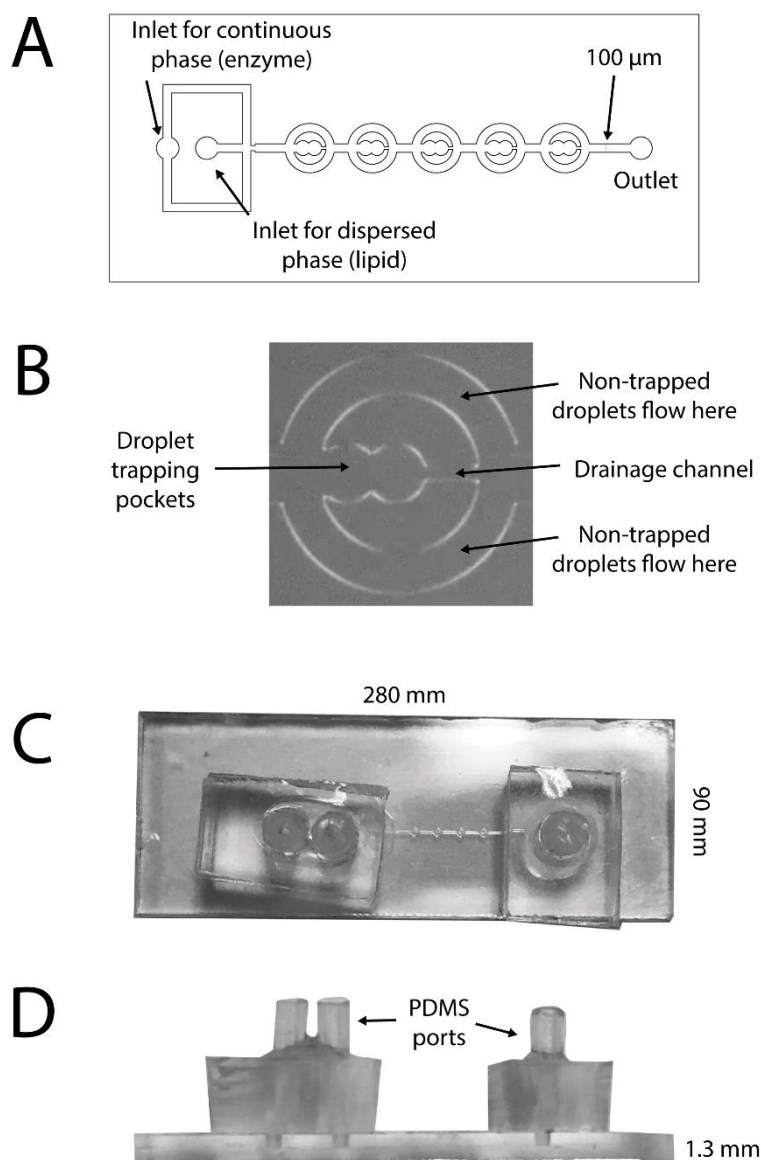 A
Inlet for continuous
phase (enzyme)
100 µm
Outlet
Inlet for dispersed
phase (lipid)
B
Non-trapped
droplets flow here
Droplet
trapping
pockets
Drainage channel
Non-trapped
droplets flow here
C
280 mm
90 mm
D
PDMS
ports
1.3 mm